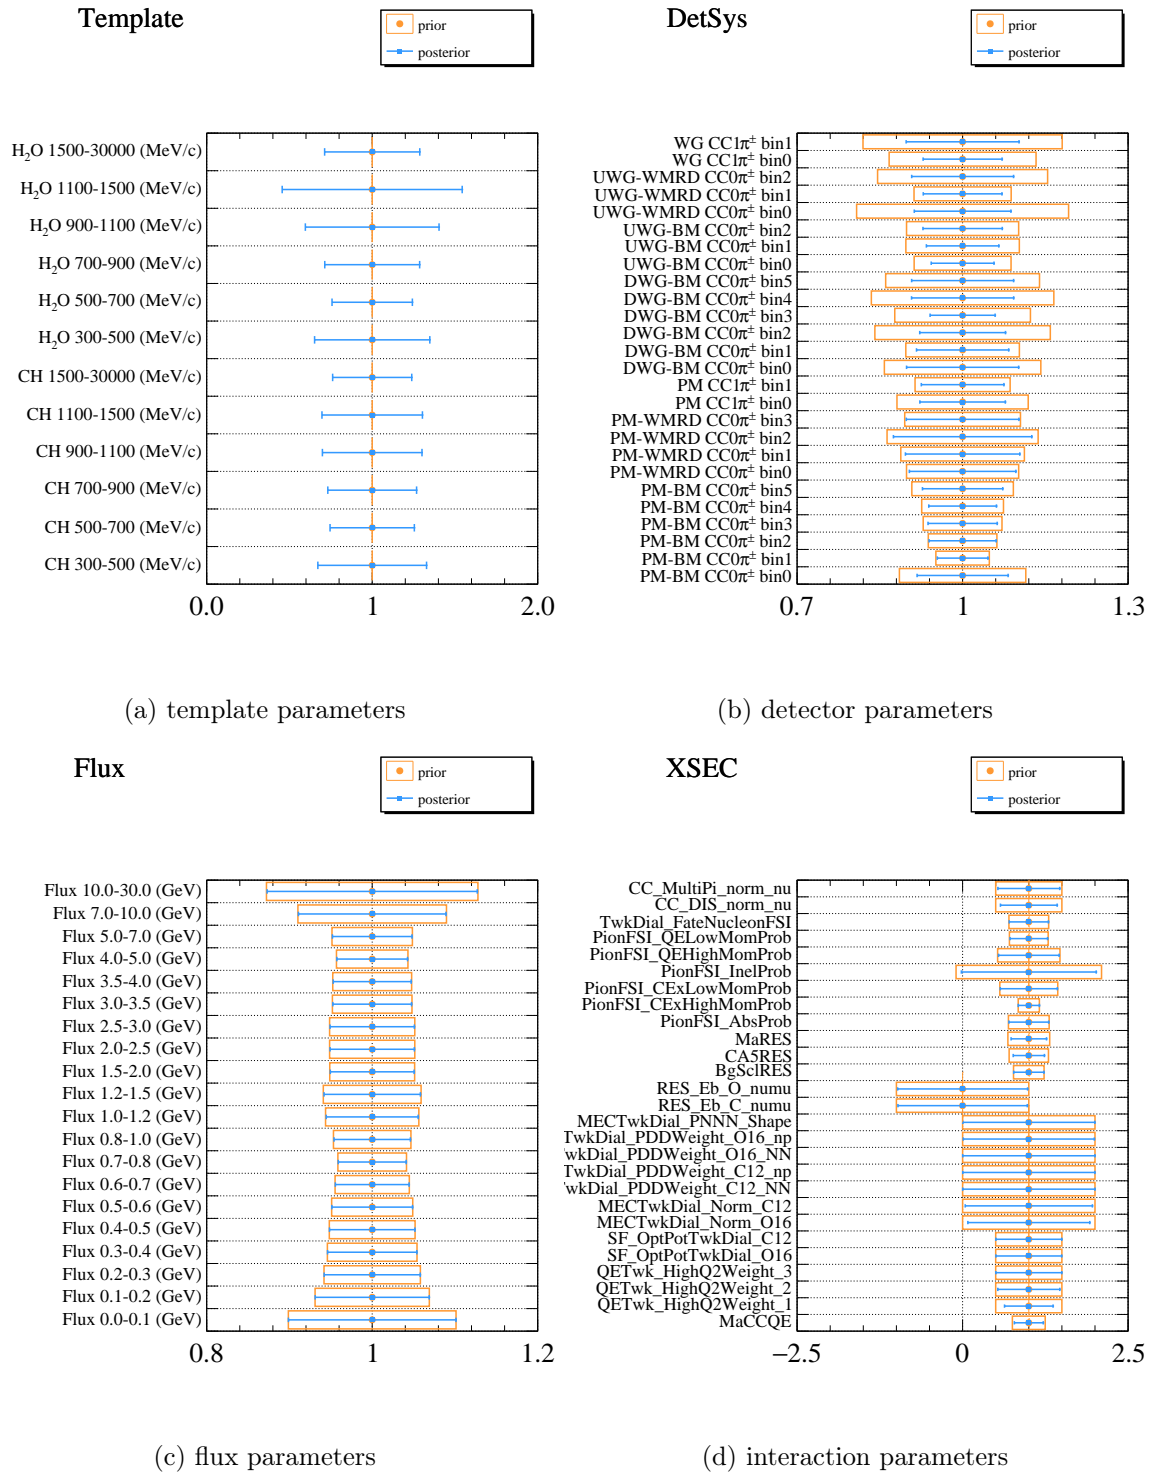 Template
prior
posterior
H₂O 1500-30000 (MeV/c)
H₂O 1100-1500 (MeV/c)
H₂O 900-1100 (MeV/c)
H₂O 700-900 (MeV/c)
H₂O 500-700 (MeV/c)
H₂O 300-500 (MeV/c)
CH 1500-30000 (MeV/c)
CH 1100-1500 (MeV/c)
CH 900-1100 (MeV/c)
CH 700-900 (MeV/c)
CH 500-700 (MeV/c)
CH 300-500 (MeV/c)
0.0 1 2.0
(a) template parameters
DetSys
prior
posterior
WG CC1π± bin1
WG CC1π± bin0
UWG-WMRD CC0π± bin2
UWG-WMRD CC0π± bin1
UWG-WMRD CC0π± bin0
UWG-BM CC0π± bin2
UWG-BM CC0π± bin1
UWG-BM CC0π± bin0
DWG-BM CC0π± bin5
DWG-BM CC0π± bin4
DWG-BM CC0π± bin3
DWG-BM CC0π± bin2
DWG-BM CC0π± bin1
DWG-BM CC0π± bin0
PM CC1π± bin1
PM CC1π± bin0
PM-WMRD CC0π± bin3
PM-WMRD CC0π± bin2
PM-WMRD CC0π± bin1
PM-WMRD CC0π± bin0
PM-BM CC0π± bin5
PM-BM CC0π± bin4
PM-BM CC0π± bin3
PM-BM CC0π± bin2
PM-BM CC0π± bin1
PM-BM CC0π± bin0
0.7 1 1.3
(b) detector parameters
Flux
prior
posterior
Flux 10.0-30.0 (GeV)
Flux 7.0-10.0 (GeV)
Flux 5.0-7.0 (GeV)
Flux 4.0-5.0 (GeV)
Flux 3.5-4.0 (GeV)
Flux 3.0-3.5 (GeV)
Flux 2.5-3.0 (GeV)
Flux 2.0-2.5 (GeV)
Flux 1.5-2.0 (GeV)
Flux 1.2-1.5 (GeV)
Flux 1.0-1.2 (GeV)
Flux 0.8-1.0 (GeV)
Flux 0.7-0.8 (GeV)
Flux 0.6-0.7 (GeV)
Flux 0.5-0.6 (GeV)
Flux 0.4-0.5 (GeV)
Flux 0.3-0.4 (GeV)
Flux 0.2-0.3 (GeV)
Flux 0.1-0.2 (GeV)
Flux 0.0-0.1 (GeV)
0.8 1 1.2
(c) flux parameters
XSEC
prior
posterior
CC_MultiPi_norm_nu
CC_DIS_norm_nu
TwkDial_FateNucleonFSI
PionFSI_QELowMomProb
PionFSI_QEHighMomProb
PionFSI_InelProb
PionFSI_CExLowMomProb
PionFSI_CExHighMomProb
PionFSI_AbsProb
MaRES
CA5RES
BgSclRES
RES_Eb_O_numu
RES_Eb_C_numu
MECTwkDial_PNNN_Shape
TwkDial_PDDWeight_O16_np
wkDial_PDDWeight_O16_NN
TwkDial_PDDWeight_C12_np
wkDial_PDDWeight_C12_NN
MECTwkDial_Norm_C12
MECTwkDial_Norm_O16
SF_OptPotTwkDial_C12
SF_OptPotTwkDial_O16
QETwk_HighQ2Weight_3
QETwk_HighQ2Weight_2
QETwk_HighQ2Weight_1
MaCCQE
−2.5 0 2.5
(d) interaction parameters